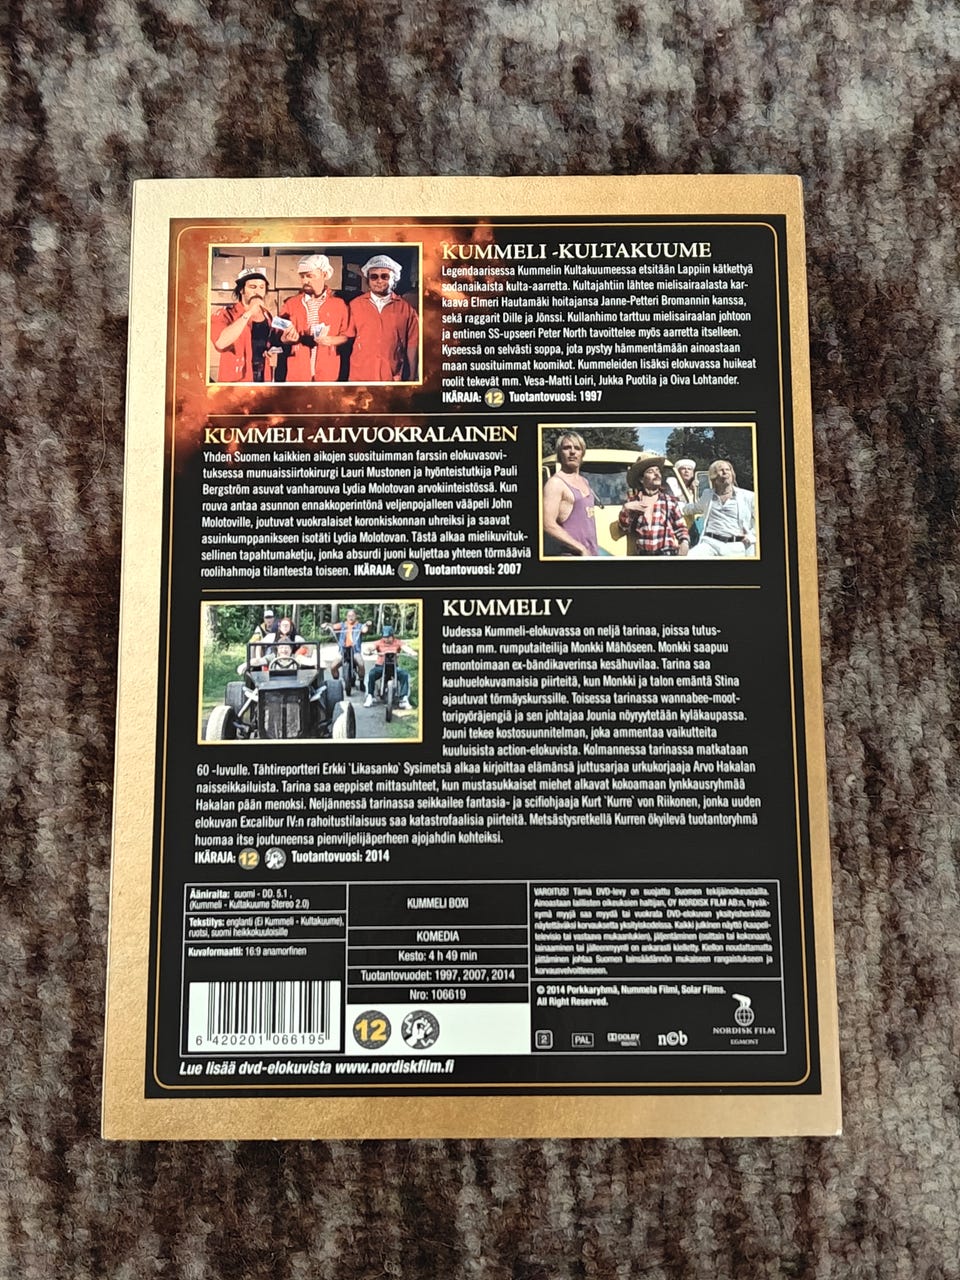 KUMMELI -KULTAKUUME
Legendaarisessa Kummelin Kultakuumeessa etsitään Lappiin kätkettyä
sodanaikaista kulta-aarretta. Kultajahtiin lähtee mielisairaalasta kar-
kaava Elmeri Hautamäki hoitajansa Janne-Petteri Bromannin kanssa,
sekä raggarit Dille ja Jönssi. Kullanhimo tarttuu mielisairaalan johtoon
ja entinen SS-upseeri Peter North tavoittelee myös aarretta itselleen.
Kyseessä on selvästi soppa, jota pystyy hämmentämään ainoastaan
maan suosituimmat koomikot. Kummeleiden lisäksi elokuvassa huikeat
roolit tekevät mm. Vesa-Matti Loiri, Jukka Puotila ja Oiva Lohtander.
IKÄRAJA: 12 Tuotantovuosi: 1997
KUMMELI -ALIVUOKRALAINEN
Yhden Suomen kaikkien aikojen suosituimman farssin elokuvasovi-
tuksessa munuaissiirtokirurgi Lauri Mustonen ja hyönteistutkija Pauli
Bergström asuvat vanharouva Lydia Molotovan arvokiinteistössä. Kun
rouva antaa asunnon ennakkoperintönä veljenpojalleen vääpeli John
Molotoville, joutuvat vuokralaiset koronkiskonnan uhreiksi ja saavat
asuinkumppanikseen isotäti Lydia Molotovan. Tästä alkaa mielikuvituk-
sellinen tapahtumaketju, jonka absurdi juoni kuljettaa yhteen törmääviä
roolihahmoja tilanteesta toiseen. IKÄRAJA: 7 Tuotantovuosi: 2007
KUMMELI V
Uudessa Kummeli-elokuvassa on neljä tarinaa, joissa tutus-
tutaan mm. rumputaiteilija Monkki Mähöseen. Monkki saapuu
remontoimaan ex-bändikaverinsa kesähuvilaa. Tarina saa
kauhuelokuvamaisia piirteitä, kun Monkki ja talon emäntä Stina
ajautuvat törmäyskurssille. Toisessa tarinassa wannabee-moot-
toripyöräjengiä ja sen johtajaa Jounia nöyryytetään kyläkaupassa.
Jouni tekee kostosuunnitelman, joka ammentaa vaikutteita
kuuluisista action-elokuvista. Kolmannessa tarinassa matkataan
60 -luvulle. Tähtireportteri Erkki `Likasanko` Sysimetsä alkaa kirjoittaa elämänsä juttusarjaa urkukorjaaja Arvo Hakalan
naisseikkailuista. Tarina saa eeppiset mittasuhteet, kun mustasukkaiset miehet alkavat kokoamaan lynkkausryhmää
Hakalan pään menoksi. Neljännessä tarinassa seikkailee fantasia- ja scifiohjaaja Kurt `Kurre` von Riikonen, jonka uuden
elokuvan Excalibur IV:n rahoitustilaisuus saa katastrofaalisia piirteitä. Metsästysretkellä Kurren ökyilevä tuotantoryhmä
huomaa itse joutuneensa pienviljelijäperheen ajojahdin kohteiksi.
IKÄRAJA: 12 Tuotantovuosi: 2014
Ääniraita: suomi - DD. 5.1 ,
(Kummeli - Kultakuume Stereo 2.0)
Tekstitys: englanti (Ei Kummeli - Kultakuume),
ruotsi, suomi heikkokuuloisille
Kuvaformaatti: 16:9 anamorfinen
KUMMELI BOXI
KOMEDIA
Kesto: 4 h 49 min
Tuotantovuodet: 1997, 2007, 2014
Nro: 106619
12
VAROITUS! Tämä DVD-levy on suojattu Suomen tekijäinoikeuslailla.
Ainoastaan laillisten oikeuksien haltijan, OY NORDISK FILM AB:n, hyväk-
symä myyjä saa myydä tai vuokrata DVD-elokuvan yksityishenkilölle
näytettäväksi korvauksetta yksityiskodeissa. Kaikki julkinen näyttö (kaapeli-
televisio tai vastaava mukaanluettuna), jäljentäminen (osittain tai kokonaan),
lainaaminen tai jälleenmyynti on ankarasti kielletty. Kiellon noudattamatta
jättäminen johtaa Suomen lainsäädännön mukaiseen rangaistukseen ja
korvausvelvoitteeseen.
© 2014 Porkkaryhmä, Nummela Filmi, Solar Films.
All Right Reserved.
2
PAL
DOLBY
DIGITAL
n©b
NORDISK FILM
EGMONT
6 420201 066195
Lue lisää dvd-elokuvista www.nordiskfilm.fi